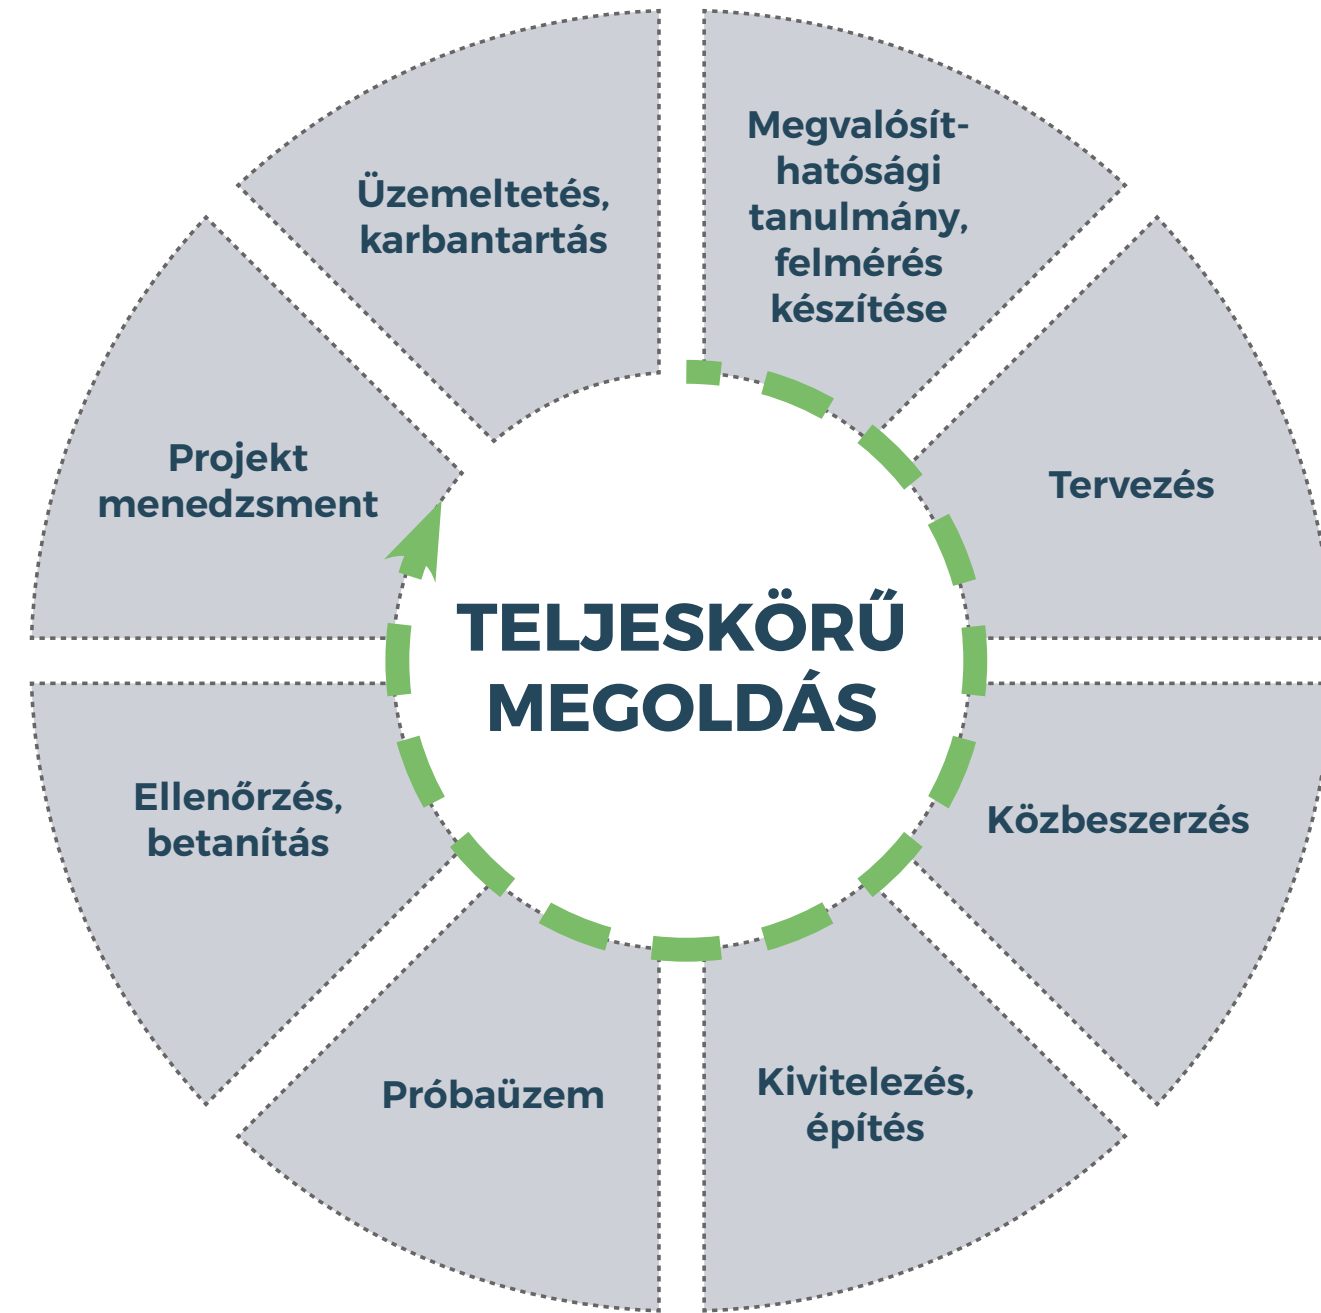 Megvalósít-
hatósági
tanulmány,
felmérés
készítése
Tervezés
Közbeszerzés
Kivitelezés,
építés
Próbaüzem
Ellenőrzés,
betanítás
Projekt
menedzsment
Üzemeltetés,
karbantartás
TELJESKÖRŰ
MEGOLDÁS